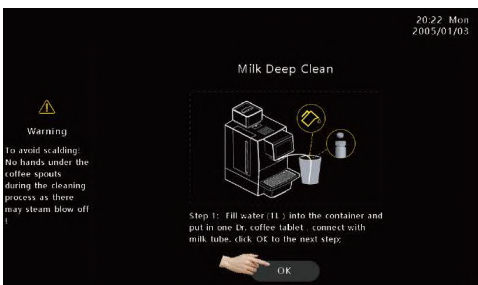 20:22 Mon
2005/01/03
Milk Deep Clean
Warning
To avoid scalding:
No hands under the
coffee spouts
during the cleaning
process as there
may steam blow off
!
Step 1: Fill water (1L ) into the container and
put in one Dr. coffee tablet , connect with
milk tube, click OK to the next step;
OK